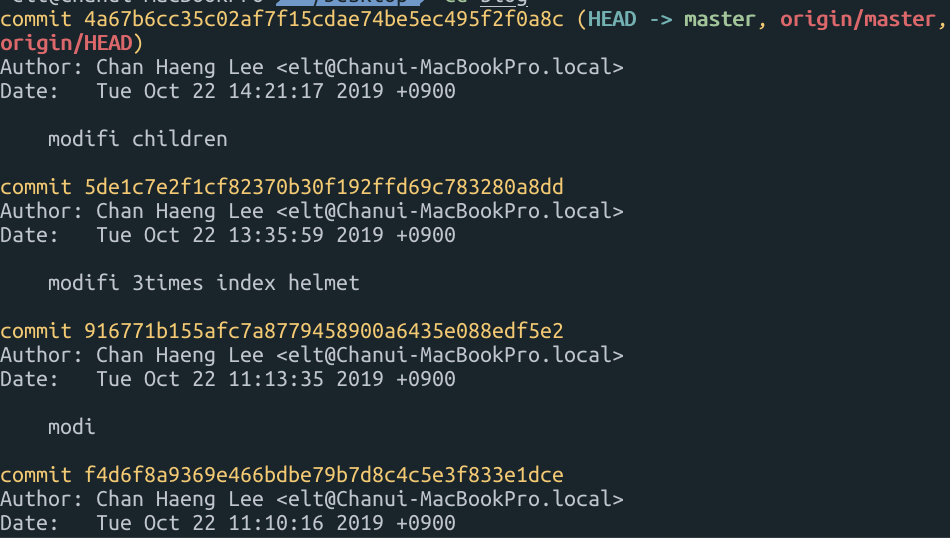 commit 4a67b6cc35c02af7f15cdae74be5ec495f2f0a8c (HEAD -> master, origin/master,
origin/HEAD)
Author: Chan Haeng Lee <elt@Chanui-MacBookPro.local>
Date:   Tue Oct 22 14:21:17 2019 +0900
modifi children
commit 5de1c7e2f1cf82370b30f192ffd69c783280a8dd
Author: Chan Haeng Lee <elt@Chanui-MacBookPro.local>
Date:   Tue Oct 22 13:35:59 2019 +0900
modifi 3times index helmet
commit 916771b155afc7a8779458900a6435e088edf5e2
Author: Chan Haeng Lee <elt@Chanui-MacBookPro.local>
Date:   Tue Oct 22 11:13:35 2019 +0900
modi
commit f4d6f8a9369e466bdbe79b7d8c4c5e3f833e1dce
Author: Chan Haeng Lee <elt@Chanui-MacBookPro.local>
Date:   Tue Oct 22 11:10:16 2019 +0900